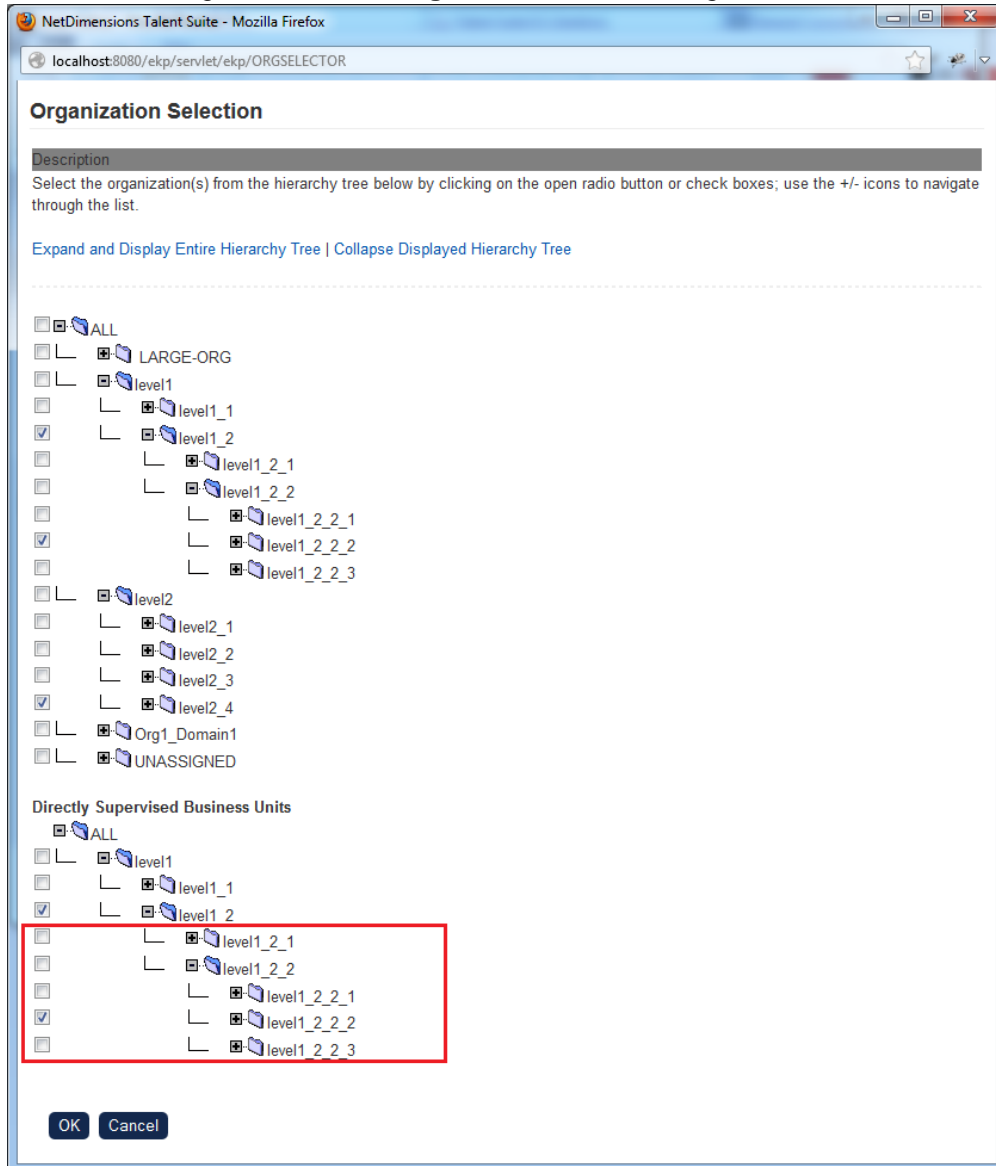 NetDimensions Talent Suite - Mozilla Firefox
localhost:8080/ekp/servlet/ekp/ORGSELECTOR
Organization Selection
Description
Select the organization(s) from the hierarchy tree below by clicking on the open radio button or check boxes; use the +/- icons to navigate
through the list.
Expand and Display Entire Hierarchy Tree | Collapse Displayed Hierarchy Tree
ALL
LARGE-ORG
level1
level1_1
level1_2
level1_2_1
level1_2_2
level1_2_2_1
level1_2_2_2
level1_2_2_3
level2
level2_1
level2_2
level2_3
level2_4
Org1_Domain1
UNASSIGNED
Directly Supervised Business Units
ALL
level1
level1_1
level1_2
level1_2_1
level1_2_2
level1_2_2_1
level1_2_2_2
level1_2_2_3
OK Cancel